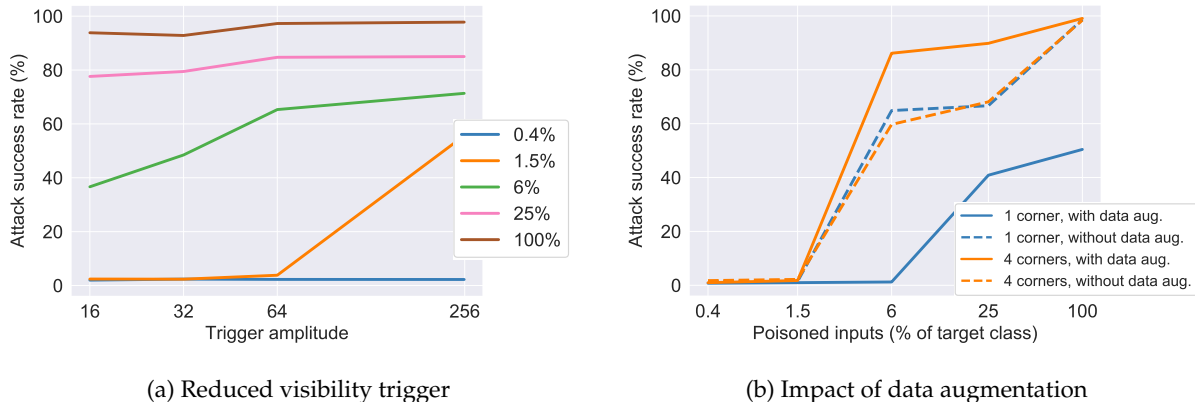 Attack success rate (%)
100
80
60
40
20
0
16
32
64
256
Trigger amplitude
0.4%
1.5%
6%
25%
100%
(a) Reduced visibility trigger
Attack success rate (%)
100
80
60
40
20
0
0.4
1.5
6
25
100
Poisoned inputs (% of target class)
1 corner, with data aug.
1 corner, without data aug.
4 corners, with data aug.
4 corners, without data aug.
(b) Impact of data augmentation